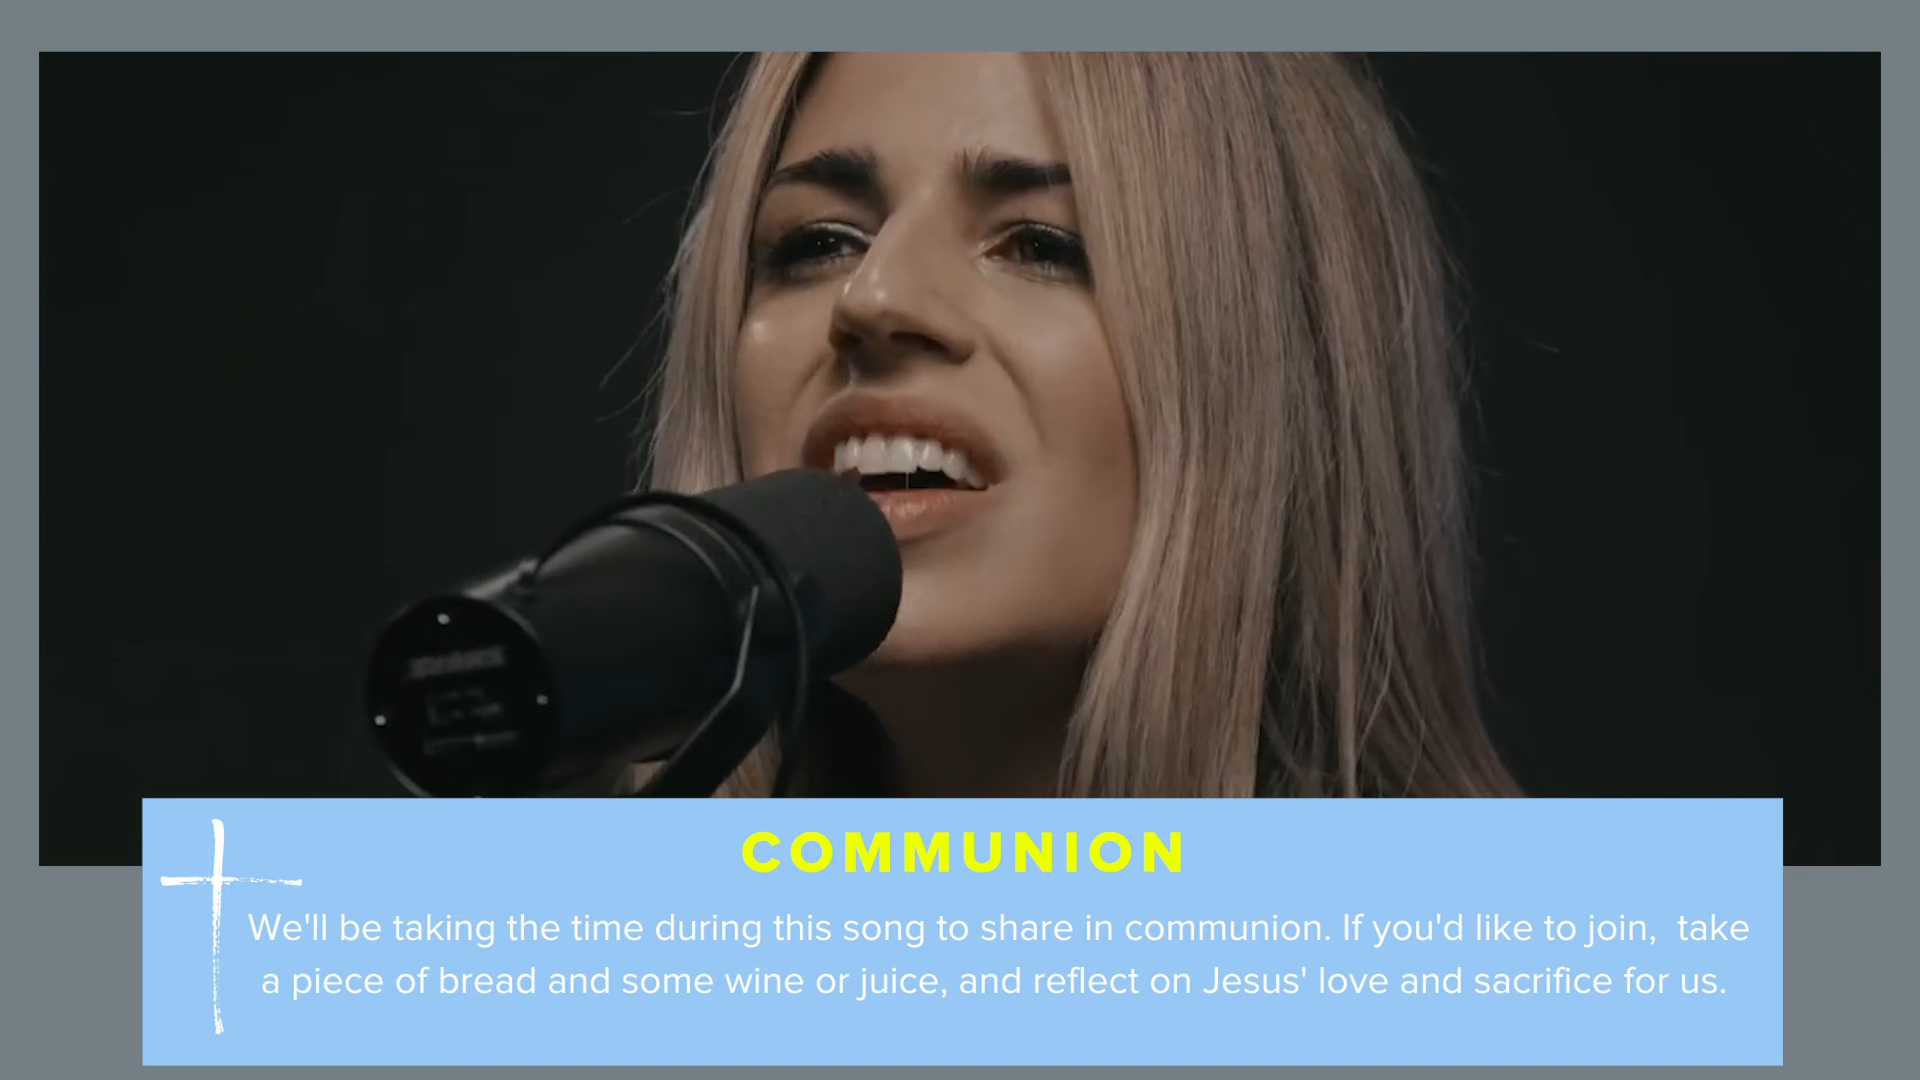 COMMUNION
We'll be taking the time during this song to share in communion. If you'd like to join,  take
a piece of bread and some wine or juice, and reflect on Jesus' love and sacrifice for us.